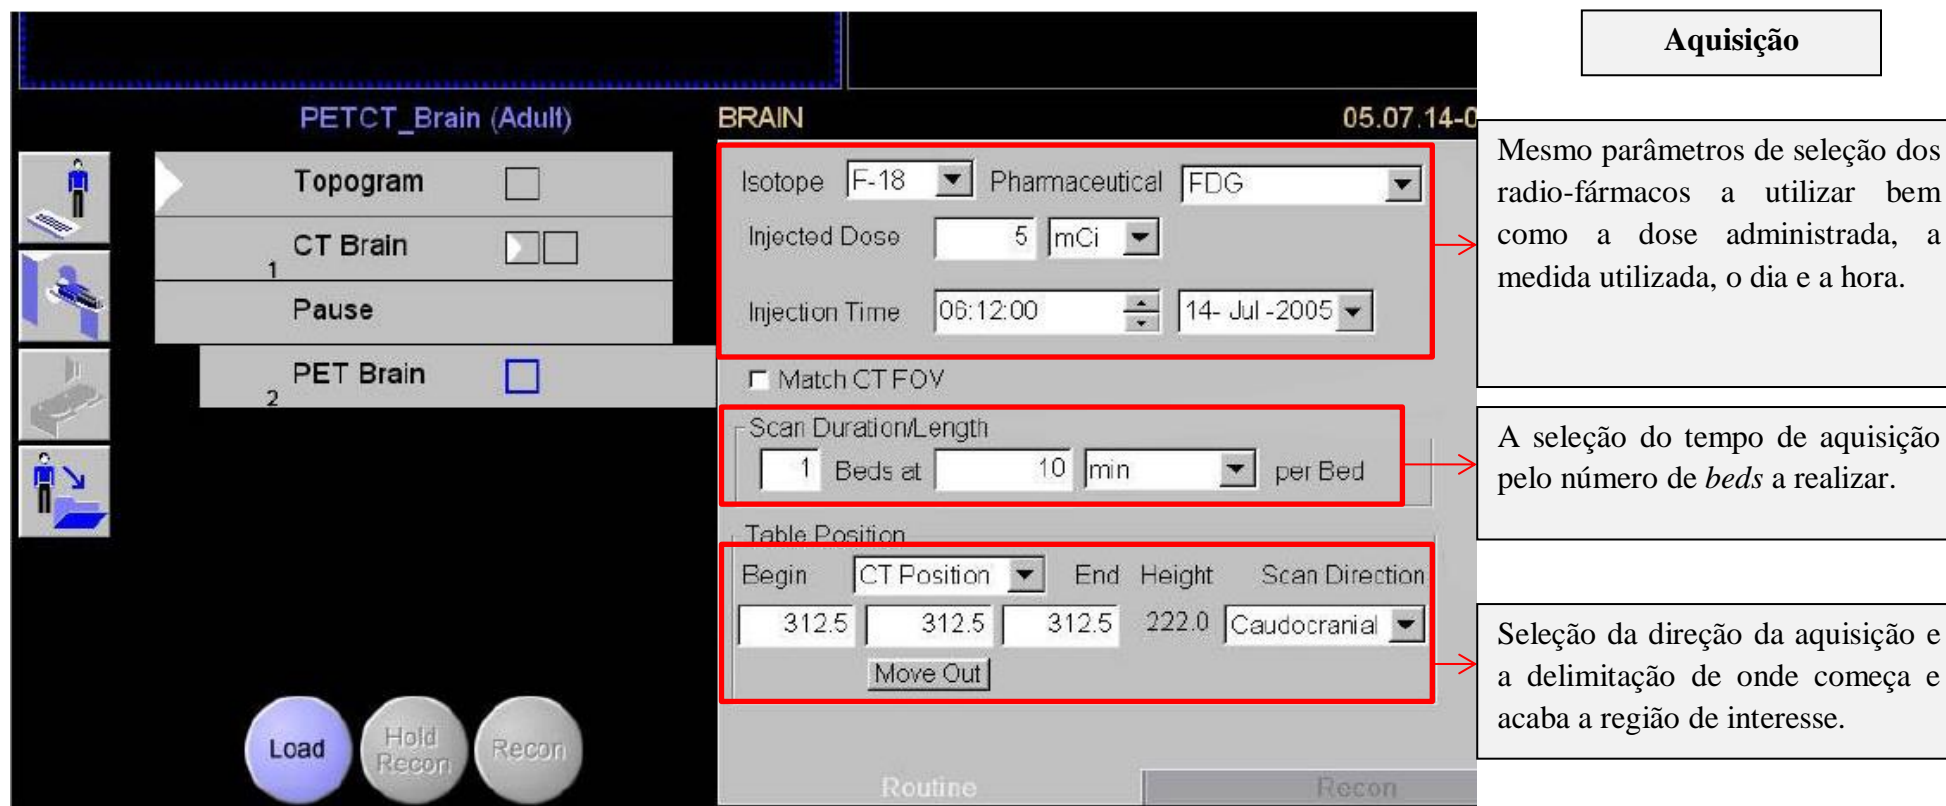 Aquisição
PETCT_Brain (Adult)
BRAIN
05.07.14-0
Topogram
1 CT Brain
Pause
2 PET Brain
Load
Hold
Recon
Recon
Isotope F-18 Pharmaceutical FDG
Injected Dose 5 mCi
Injection Time 06:12:00 14- Jul -2005
Match CT FOV
Scan Duration/Length
1 Beds at 10 min per Bed
Table Position
Begin CT Position End Height Scan Direction
312.5 312.5 312.5 222.0 Caudocranial
Move Out
Routine
Recon
Mesmo parâmetros de seleção dos
radio-fármacos a utilizar bem
como a dose administrada, a
medida utilizada, o dia e a hora.
A seleção do tempo de aquisição
pelo número de beds a realizar.
Seleção da direção da aquisição e
a delimitação de onde começa e
acaba a região de interesse.